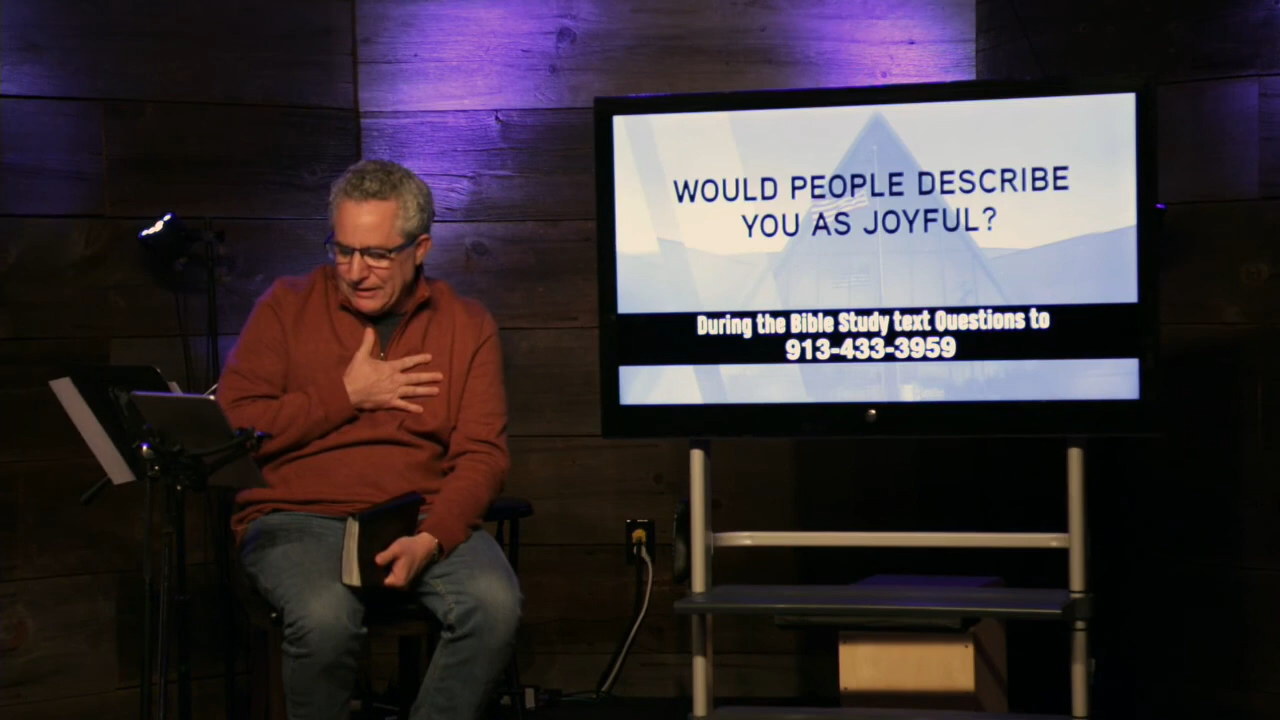 WOULD PEOPLE DESCRIBE
YOU AS JOYFUL?
During the Bible Study text Questions to
913-433-3959